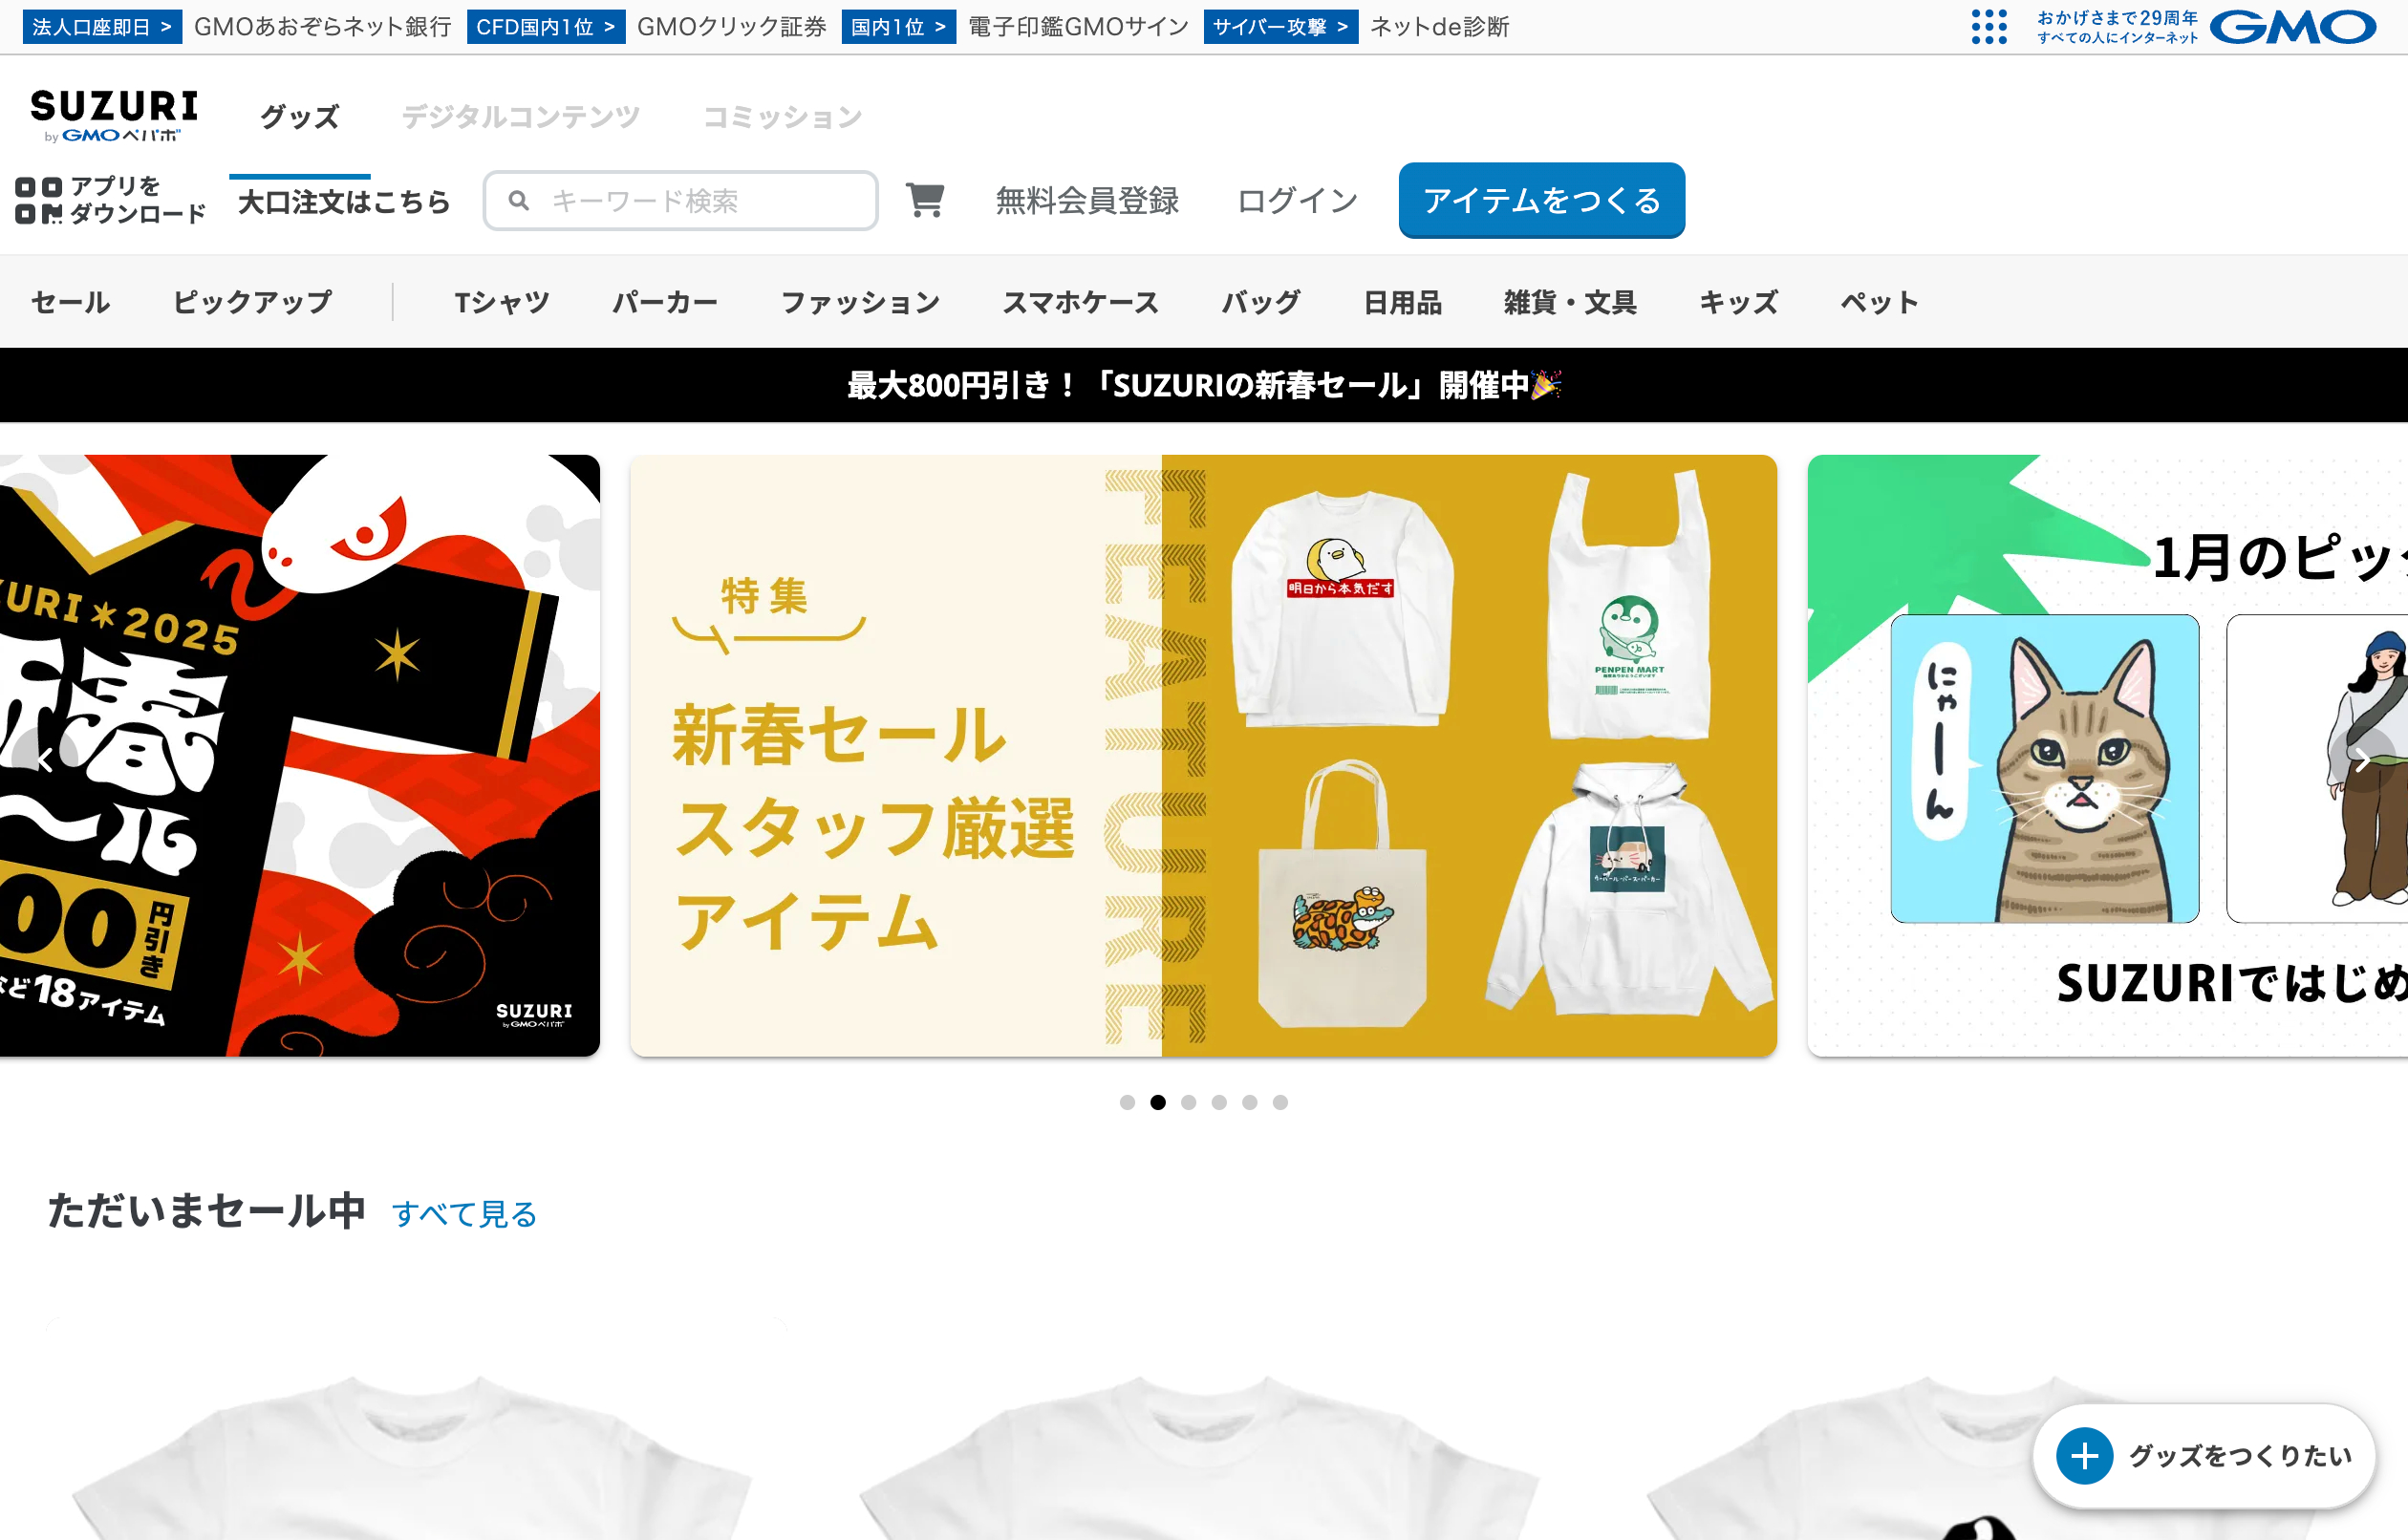 法人口座即日 > GMOあおぞらネット銀行 CFD国内1位 > GMOクリック証券 国内1位 > 電子印鑑GMOサイン サイバー攻撃 > ネットde診断
おかげさまで29周年
すべての人にインターネット
GMO
SUZURI
by GMOペパボ
グッズ デジタルコンテンツ コミッション
アプリを
ダウンロード
大口注文はこちら
キーワード検索
無料会員登録 ログイン アイテムをつくる
セール ピックアップ Tシャツ パーカー ファッション スマホケース バッグ 日用品 雑貨・文具 キッズ ペット
最大800円引き！「SUZURIの新春セール」開催中🎉
ZURI＊2025
新春
〜ル
00円引き
など18アイテム
SUZURI
by GMOペパボ
特集
新春セール
スタッフ厳選
アイテム
FEATURE
明日から本気だす
PENPEN MART
1月のピッ
にゃーん
SUZURIではじめ
ただいまセール中 すべて見る
グッズをつくりたい